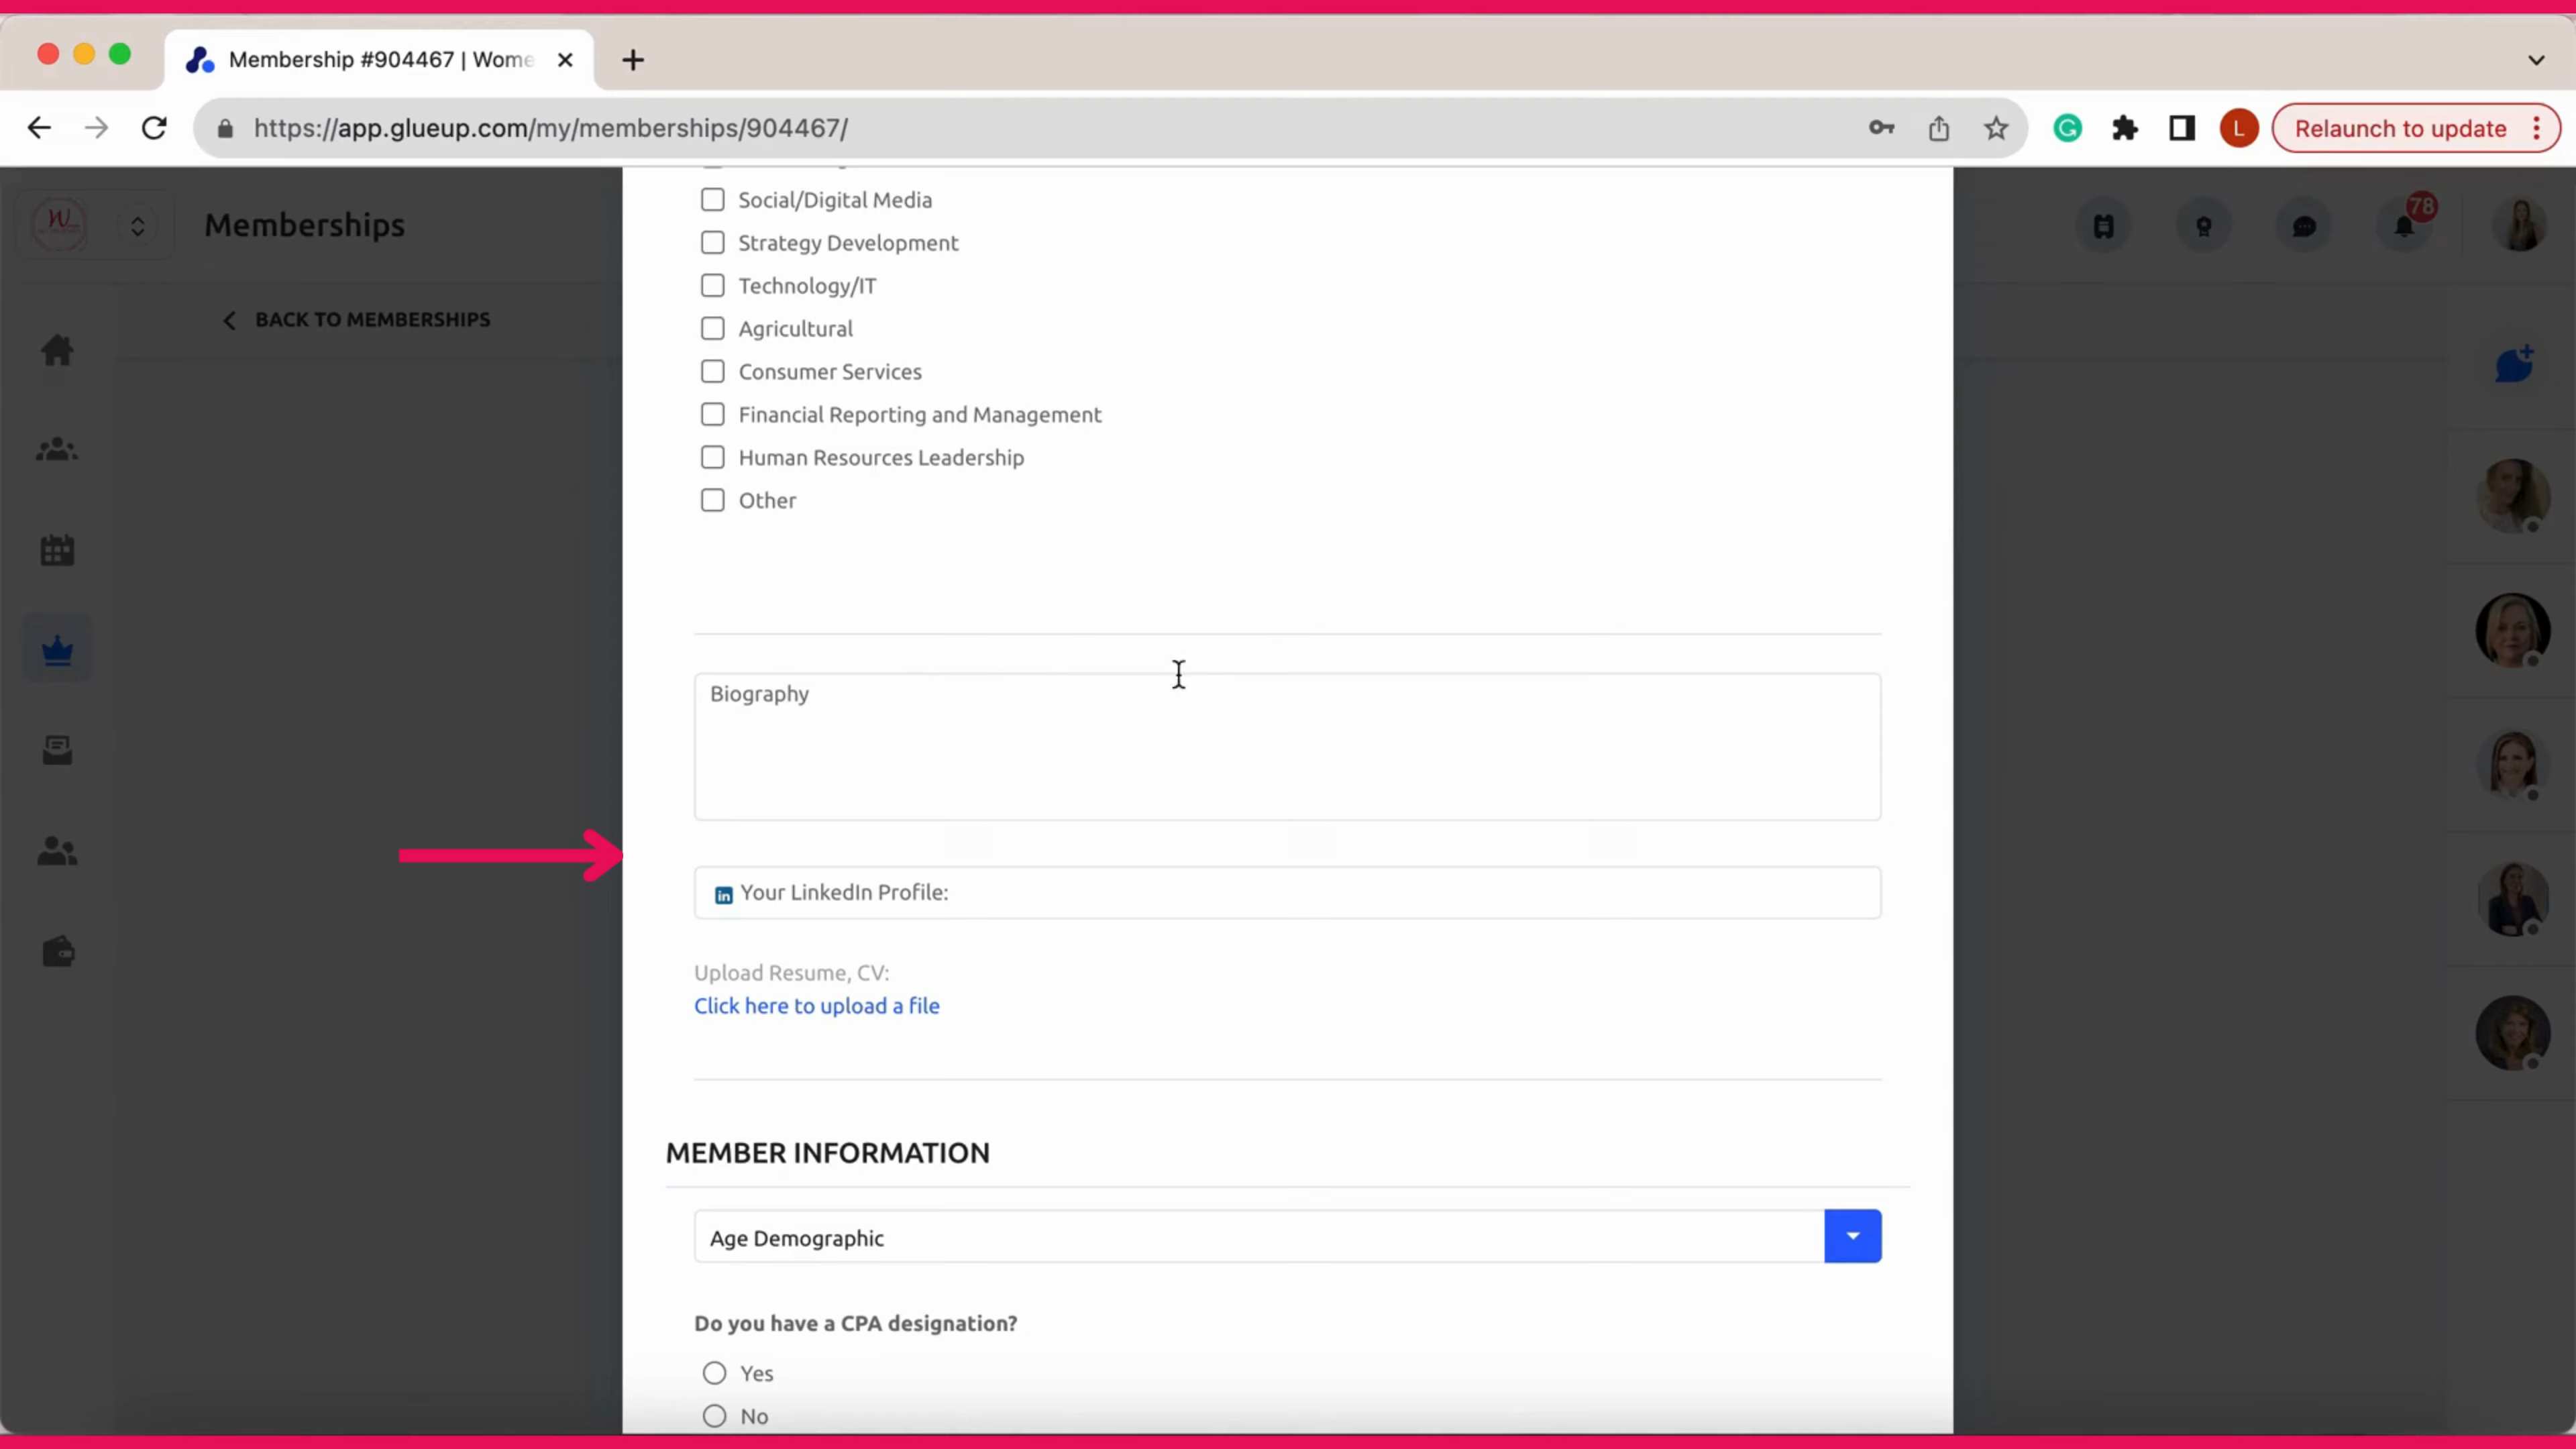 Membership #904467 | Wome
https://app.glueup.com/my/memberships/904467/
L
Relaunch to update
W
Memberships
78
BACK TO MEMBERSHIPS
Social/Digital Media
Strategy Development
Technology/IT
Agricultural
Consumer Services
Financial Reporting and Management
Human Resources Leadership
Other
Biography
in Your LinkedIn Profile:
Upload Resume, CV:
Click here to upload a file
MEMBER INFORMATION
Age Demographic
Do you have a CPA designation?
Yes
No